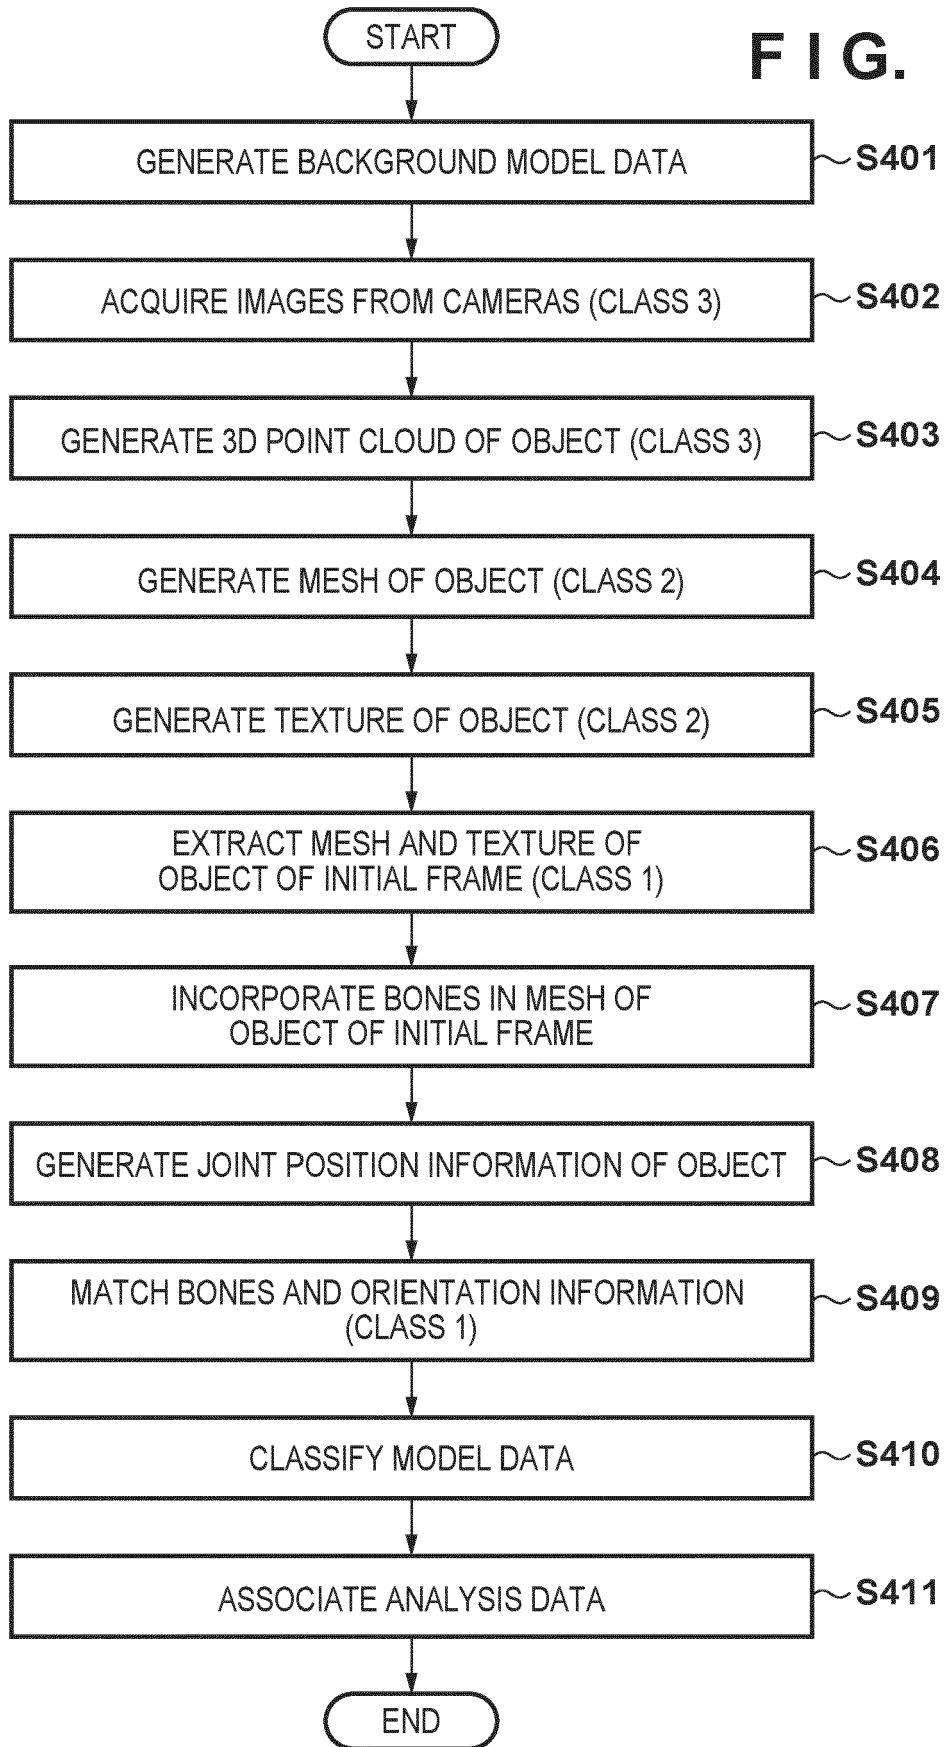 START
F I G.
GENERATE BACKGROUND MODEL DATA
S401
ACQUIRE IMAGES FROM CAMERAS (CLASS 3)
S402
GENERATE 3D POINT CLOUD OF OBJECT (CLASS 3)
S403
GENERATE MESH OF OBJECT (CLASS 2)
S404
GENERATE TEXTURE OF OBJECT (CLASS 2)
S405
EXTRACT MESH AND TEXTURE OF
OBJECT OF INITIAL FRAME (CLASS 1)
S406
INCORPORATE BONES IN MESH OF
OBJECT OF INITIAL FRAME
S407
GENERATE JOINT POSITION INFORMATION OF OBJECT
S408
MATCH BONES AND ORIENTATION INFORMATION
(CLASS 1)
S409
CLASSIFY MODEL DATA
S410
ASSOCIATE ANALYSIS DATA
S411
END